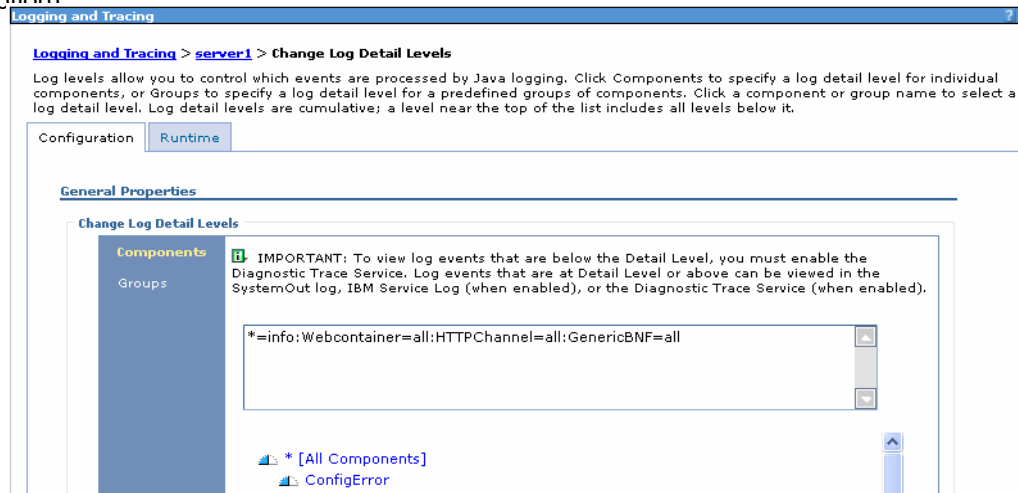 Logging and Tracing ?
Logging and Tracing > server1 > Change Log Detail Levels
Log levels allow you to control which events are processed by Java logging. Click Components to specify a log detail level for individual
components, or Groups to specify a log detail level for a predefined groups of components. Click a component or group name to select a
log detail level. Log detail levels are cumulative; a level near the top of the list includes all levels below it.
Configuration Runtime
General Properties
Change Log Detail Levels
Components
Groups
IMPORTANT: To view log events that are below the Detail Level, you must enable the
Diagnostic Trace Service. Log events that are at Detail Level or above can be viewed in the
SystemOut log, IBM Service Log (when enabled), or the Diagnostic Trace Service (when enabled).
*=info:Webcontainer=all:HTTPChannel=all:GenericBNF=all
* [All Components]
ConfigError